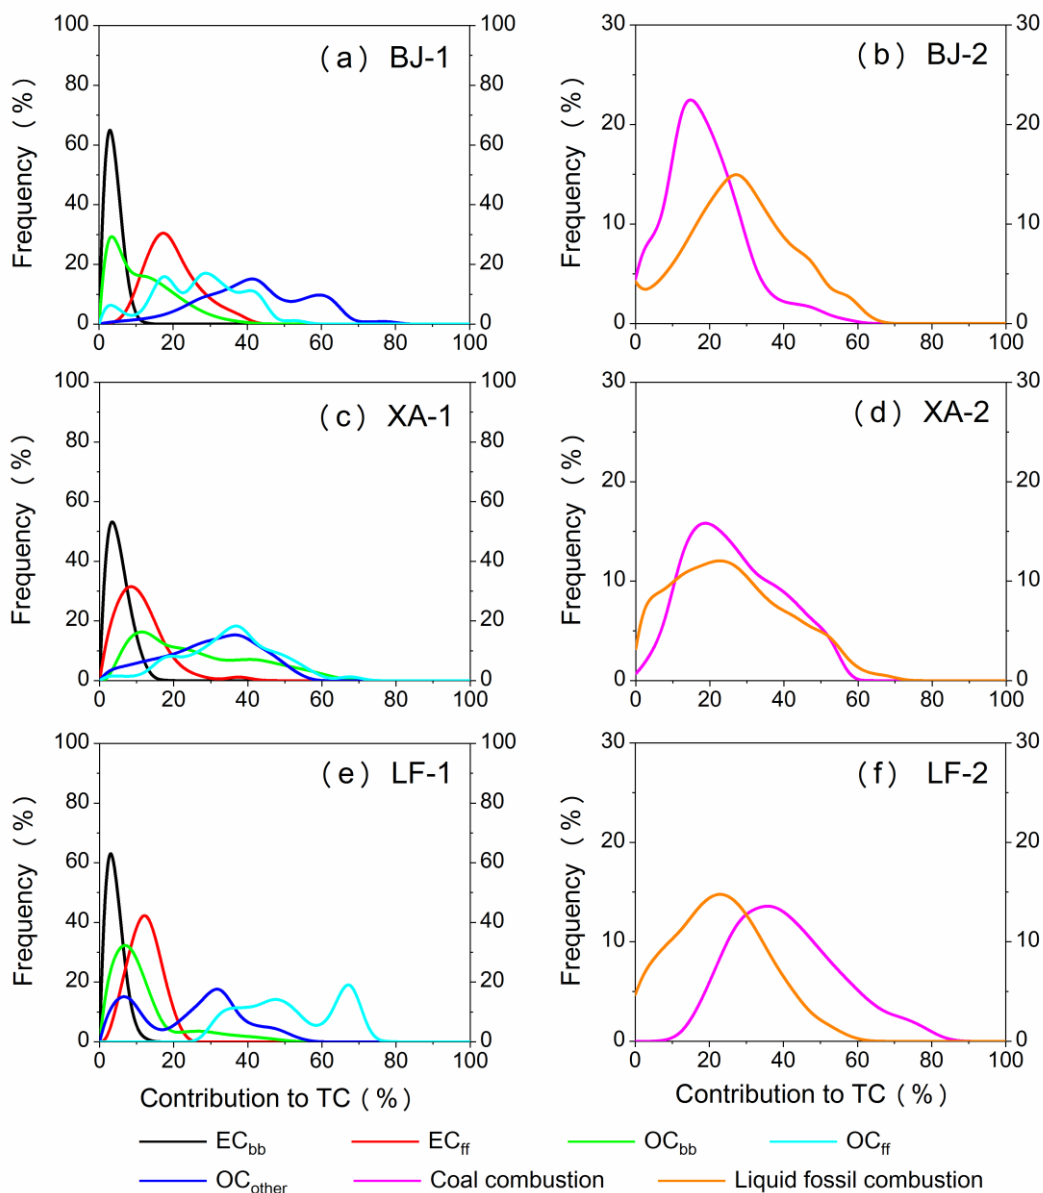 (a) BJ-1
Frequency (%)
100
80
60
40
20
0
100
80
60
40
20
0
0 20 40 60 80 100
(b) BJ-2
Frequency (%)
30
20
10
0
30
20
10
0
0 20 40 60 80 100
(c) XA-1
Frequency (%)
100
80
60
40
20
0
100
80
60
40
20
0
0 20 40 60 80 100
(d) XA-2
Frequency (%)
30
20
10
0
30
20
10
0
0 20 40 60 80 100
(e) LF-1
Frequency (%)
100
80
60
40
20
0
100
80
60
40
20
0
0 20 40 60 80 100
Contribution to TC (%)
(f) LF-2
Frequency (%)
30
20
10
0
30
20
10
0
0 20 40 60 80 100
Contribution to TC (%)
ECbb ECff OCbb OCff
OCother Coal combustion Liquid fossil combustion